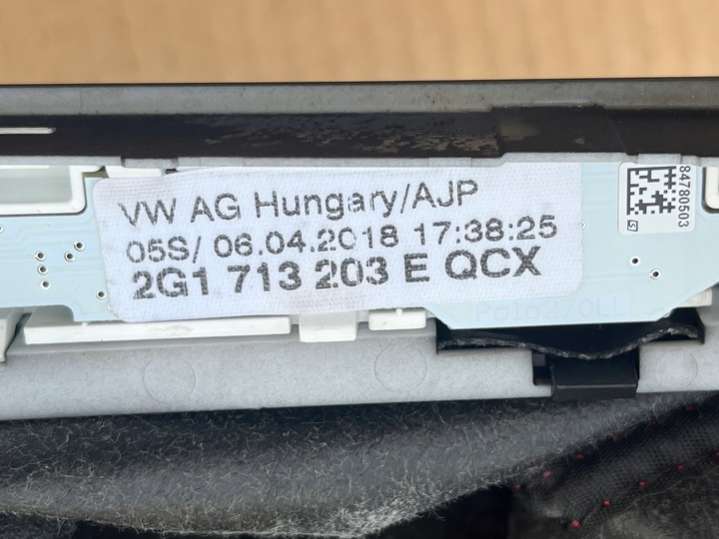 VW AG Hungary/AJP
05S/ 06.04.2018 17:38:25
2G1 713 203 E QCX
84780503